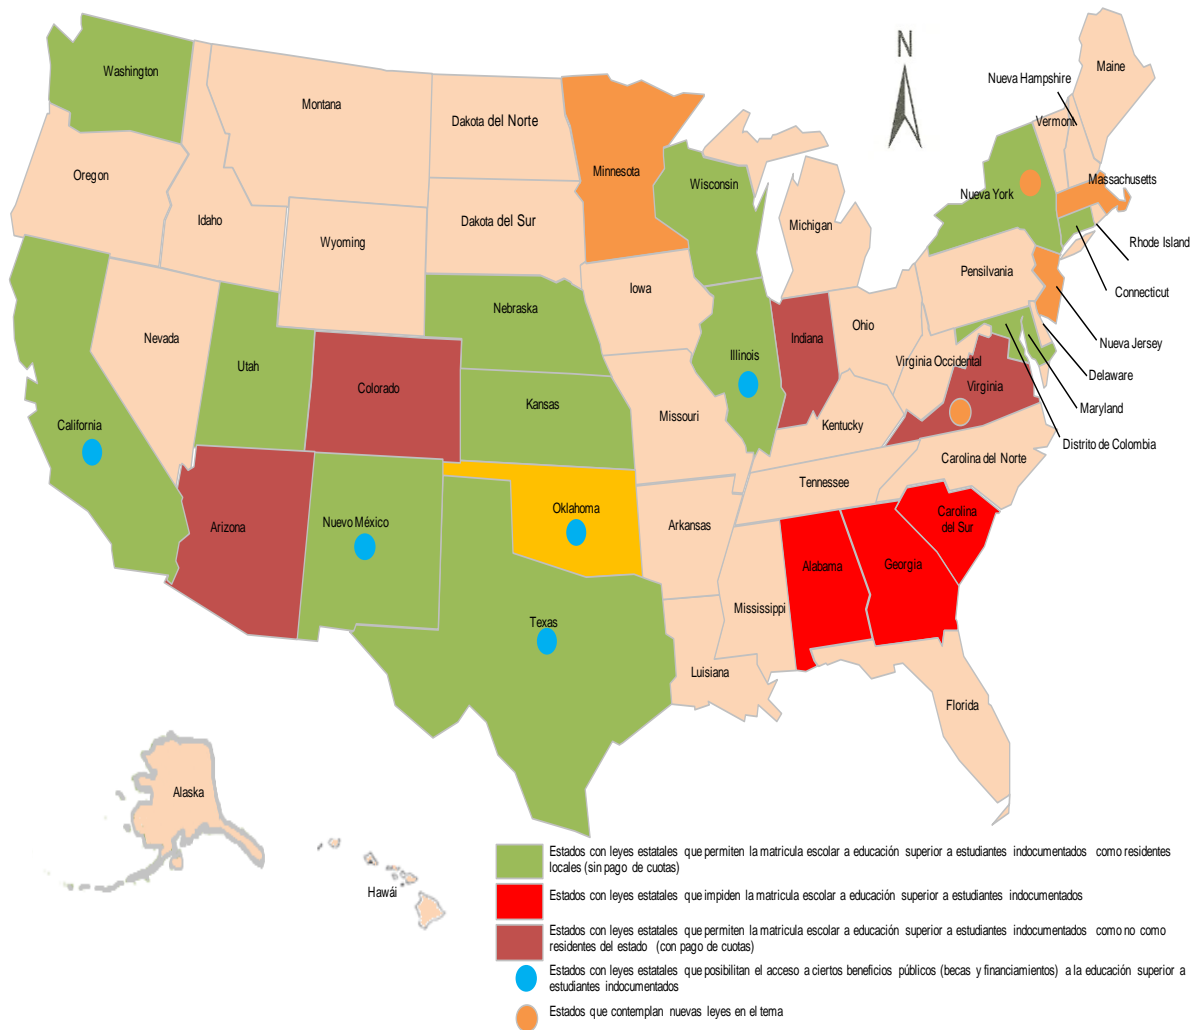 N
Washington
Montana
Dakota del Norte
Minnesota
Nueva Hampshire
Maine
Vermont
Oregon
Idaho
Wyoming
Dakota del Sur
Wisconsin
Michigan
Nueva York
Massachusetts
Rhode Island
Connecticut
Nevada
Utah
Colorado
Nebraska
Iowa
Illinois
Indiana
Ohio
Pensilvania
Nueva Jersey
Delaware
Maryland
Distrito de Colombia
California
Kansas
Missouri
Kentucky
Virginia Occidental
Virginia
Arizona
Nuevo México
Oklahoma
Arkansas
Tennessee
Carolina del Norte
Carolina
del Sur
Texas
Luisiana
Mississippi
Alabama
Georgia
Florida
Alaska
Hawái
Estados con leyes estatales que permiten la matricula escolar a educación superior a estudiantes indocumentados como residentes
locales (sin pago de cuotas)
Estados con leyes estatales que impiden la matricula escolar a educación superior a estudiantes indocumentados
Estados con leyes estatales que permiten la matricula escolar a educación superior a estudiantes indocumentados como no como
residentes del estado (con pago de cuotas)
Estados con leyes estatales que posibilitan el acceso a ciertos beneficios públicos (becas y financiamientos) a la educación superior a
estudiantes indocumentados
Estados que contemplan nuevas leyes en el tema